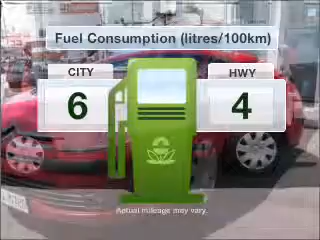 Fuel Consumption (litres/100km)
CITY
HWY
6
4
Actual mileage may vary.